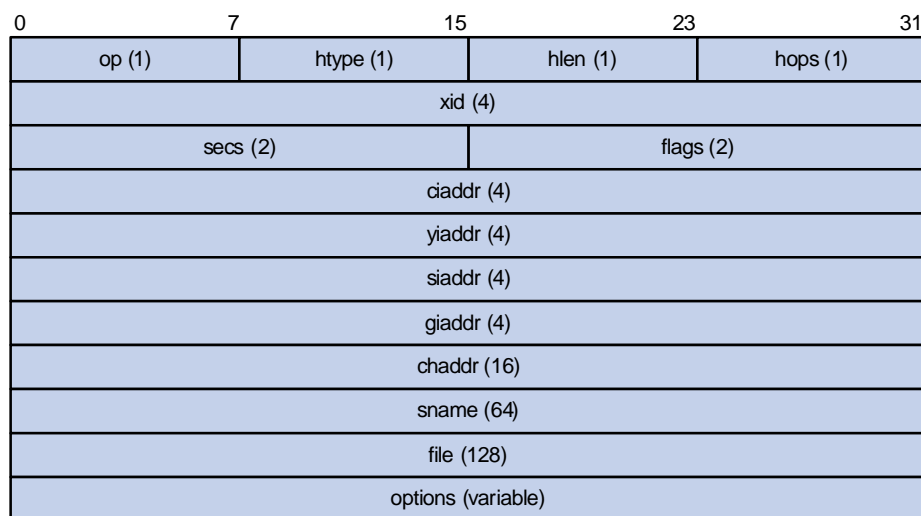 0 7 15 23 31
op (1) htype (1) hlen (1) hops (1)
xid (4)
secs (2) flags (2)
ciaddr (4)
yiaddr (4)
siaddr (4)
giaddr (4)
chaddr (16)
sname (64)
file (128)
options (variable)